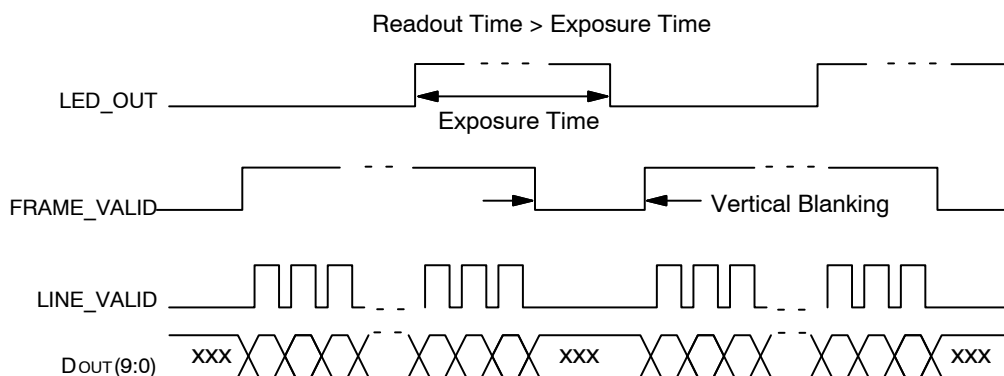 Readout Time > Exposure Time
LED_OUT
Exposure Time
FRAME_VALID
Vertical Blanking
LINE_VALID
DOUT(9:0)
XXX
XXX
XXX